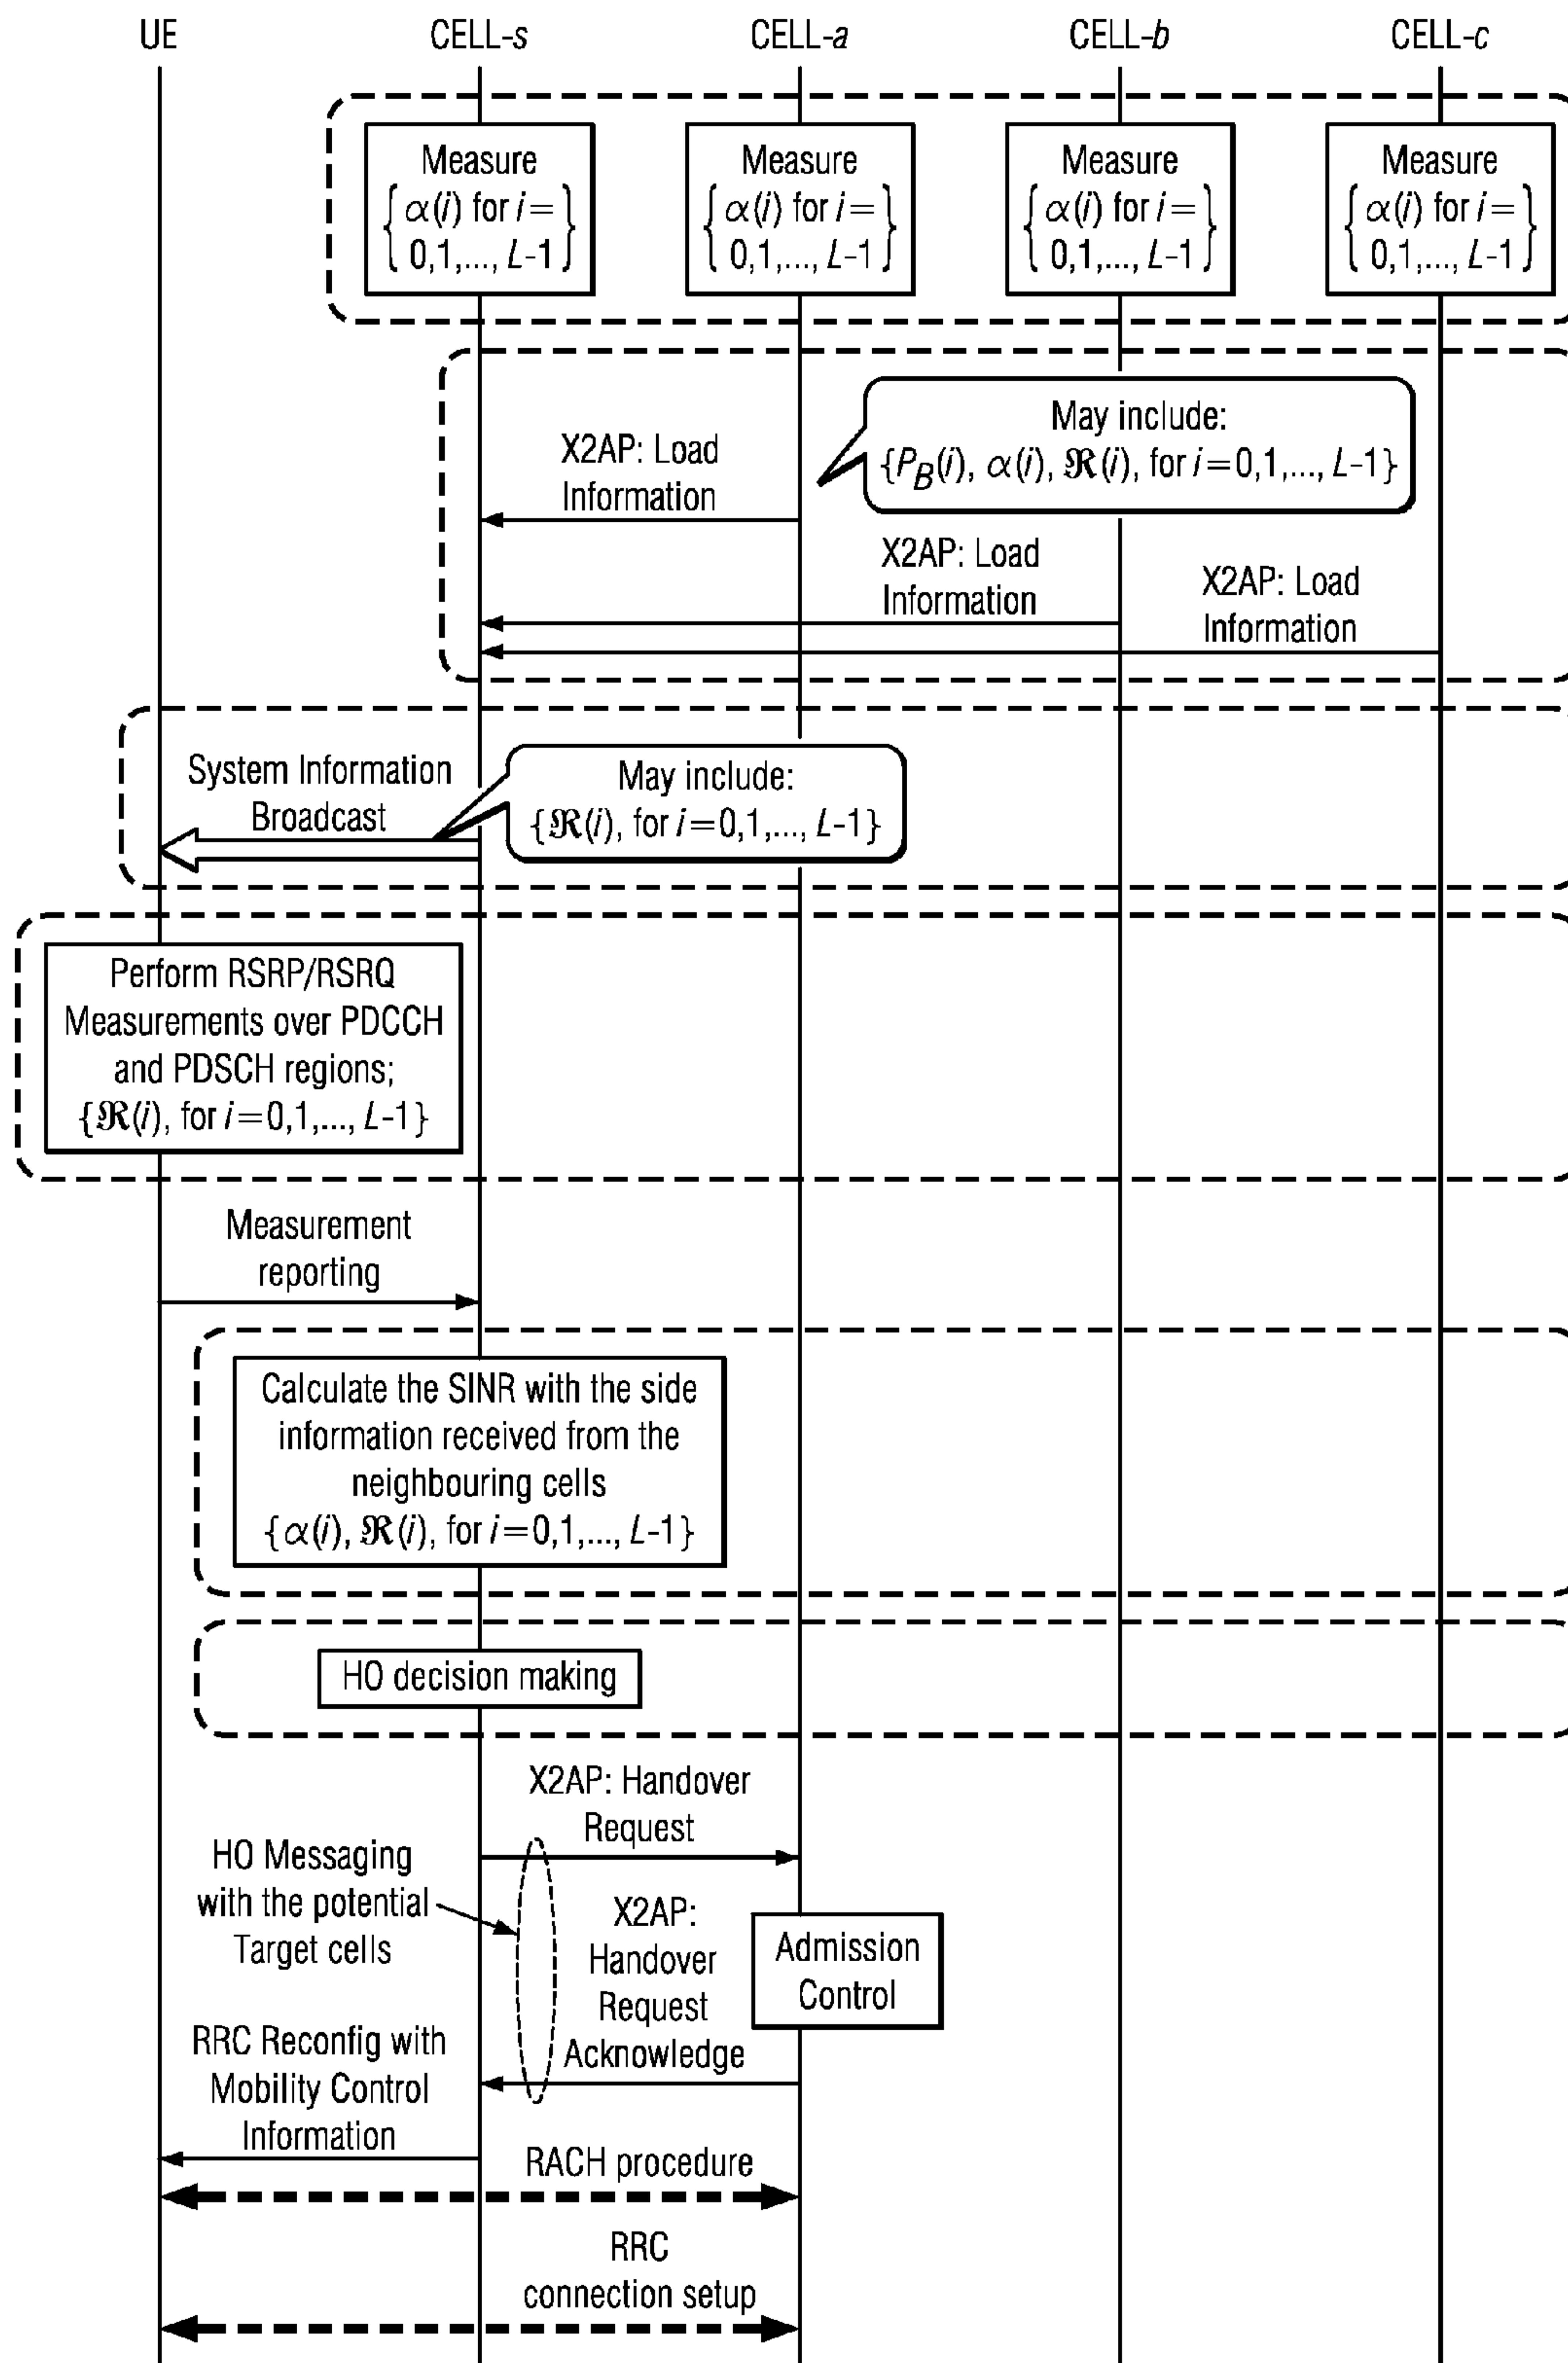 UE CELL-s CELL-a CELL-b CELL-c
Measure
{α(i) for i=
0,1,..., L-1}
Measure
{α(i) for i=
0,1,..., L-1}
Measure
{α(i) for i=
0,1,..., L-1}
Measure
{α(i) for i=
0,1,..., L-1}
May include:
{P_B(i), α(i), ℜ(i), for i=0,1,..., L-1}
X2AP: Load
Information
X2AP: Load
Information
X2AP: Load
Information
System Information
Broadcast
May include:
{ℜ(i), for i=0,1,..., L-1}
Perform RSRP/RSRQ
Measurements over PDCCH
and PDSCH regions;
{ℜ(i), for i=0,1,..., L-1}
Measurement
reporting
Calculate the SINR with the side
information received from the
neighbouring cells
{α(i), ℜ(i), for i=0,1,..., L-1}
HO decision making
X2AP: Handover
Request
HO Messaging
with the potential
Target cells
X2AP:
Handover
Request
Acknowledge
Admission
Control
RRC Reconfig with
Mobility Control
Information
RACH procedure
RRC
connection setup